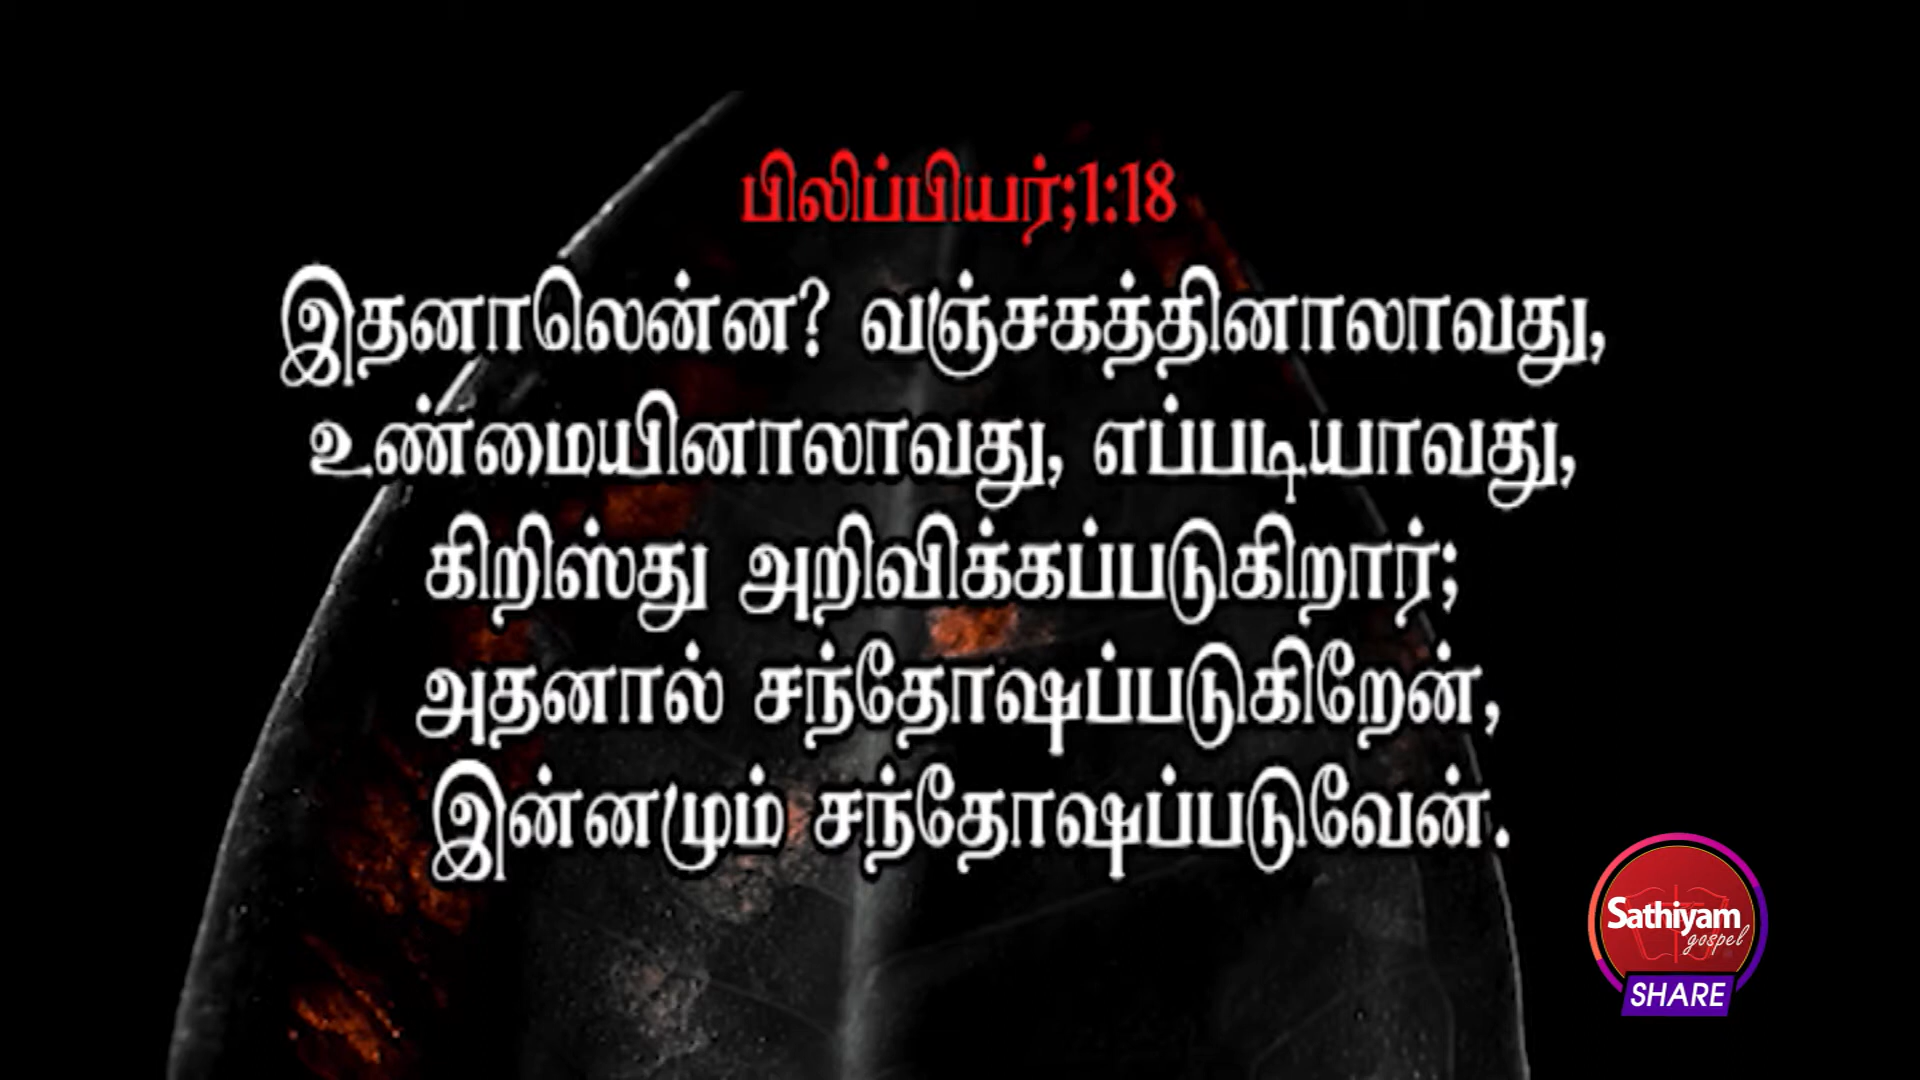 பிலிப்பியர்;1:18
இதனாலென்ன? வஞ்சகத்தினாலாவது,
உண்மையினாலாவது, எப்படியாவது,
கிறிஸ்து அறிவிக்கப்படுகிறார்;
அதனால் சந்தோஷப்படுகிறேன்,
இன்னமும் சந்தோஷப்படுவேன்.
Sathiyam
gospel
SHARE